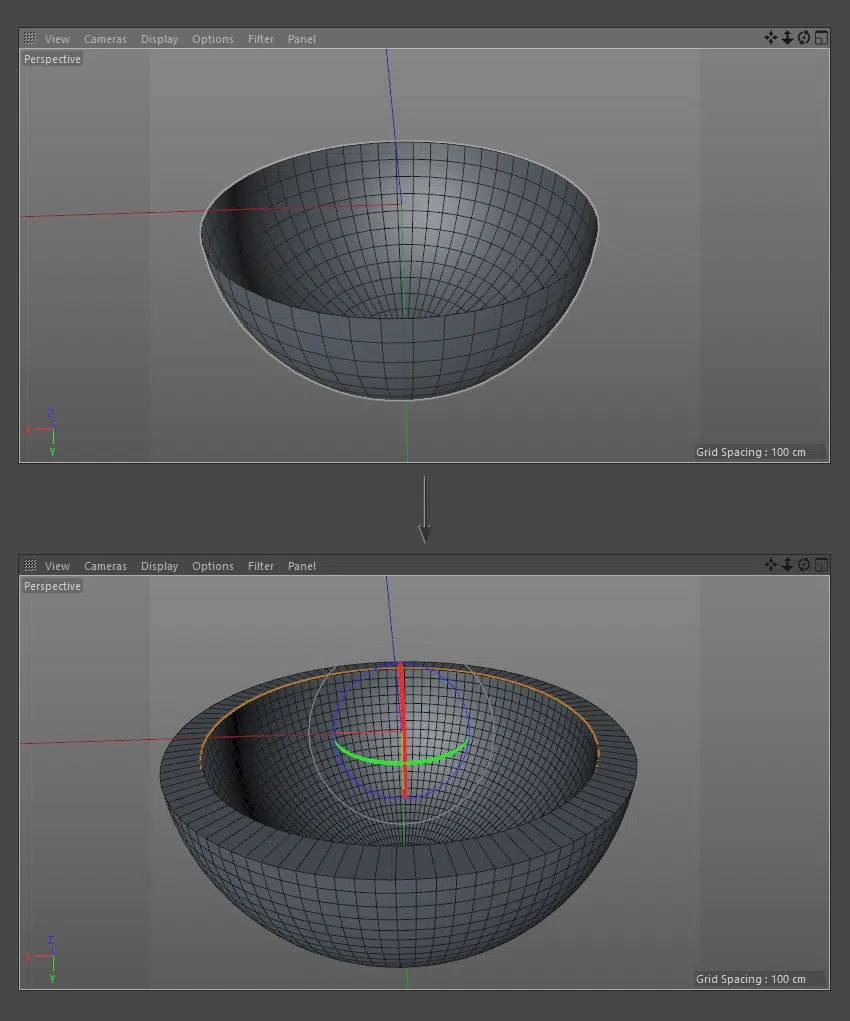 View Cameras Display Options Filter Panel
Perspective
Z
X
Y
Grid Spacing : 100 cm
View Cameras Display Options Filter Panel
Perspective
Z
X
Y
Grid Spacing : 100 cm